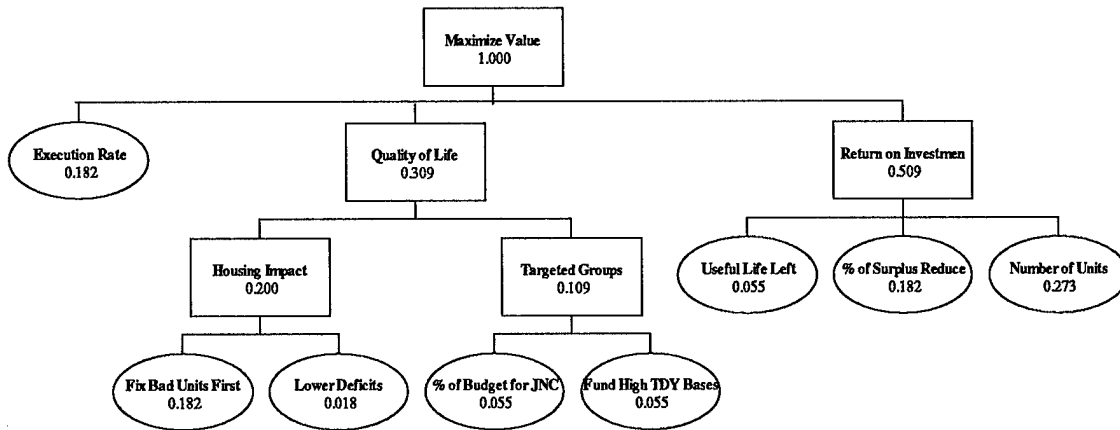 Maximize Value
1.000
Execution Rate
0.182
Quality of Life
0.309
Return on Investmen
0.509
Housing Impact
0.200
Targeted Groups
0.109
Useful Life Left
0.055
% of Surplus Reduce
0.182
Number of Units
0.273
Fix Bad Units First
0.182
Lower Deficits
0.018
% of Budget for JNC
0.055
Fund High TDY Bases
0.055